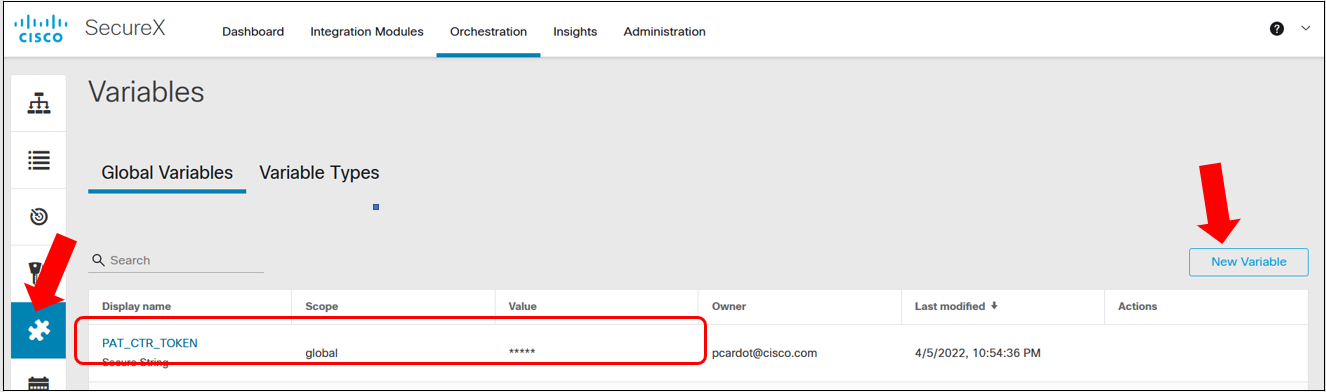 CISCO SecureX Dashboard Integration Modules Orchestration Insights Administration ?
Variables
Global Variables Variable Types
Search
New Variable
Display name Scope Value Owner Last modified Actions
PAT_CTR_TOKEN
Secure String
global ***** pcardot@cisco.com 4/5/2022, 10:54:36 PM